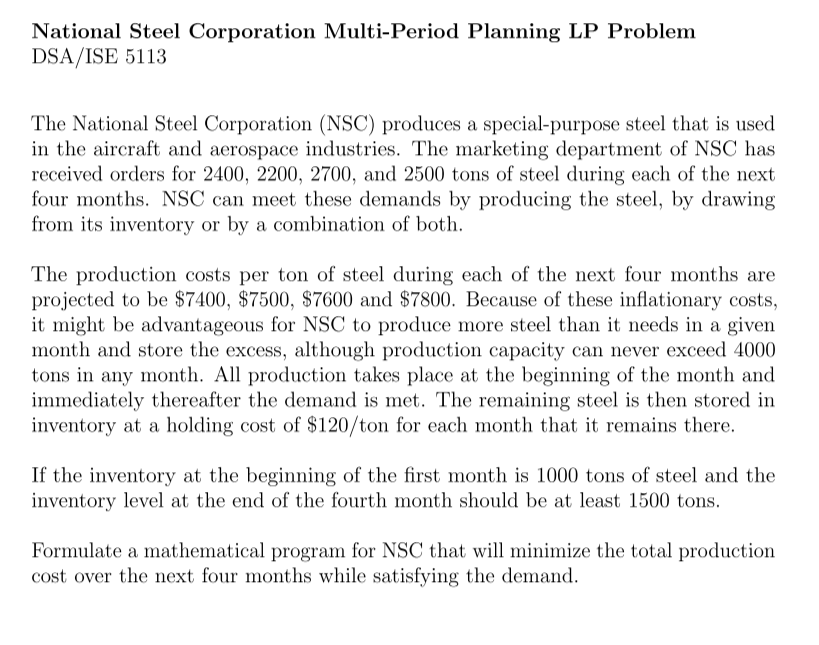 National Steel Corporation Multi-Period Planning LP Problem
DSA/ISE 5113
The National Steel Corporation (NSC) produces a special-purpose steel that is used
in the aircraft and aerospace industries. The marketing department of NSC has
received orders for 2400, 2200, 2700, and 2500 tons of steel during each of the next
four months. NSC can meet these demands by producing the steel, by drawing
from its inventory or by a combination of both.
The production costs per ton of steel during each of the next four months are
projected to be $7400, $7500, $7600 and $7800. Because of these inflationary costs,
it might be advantageous for NSC to produce more steel than it needs in a given
month and store the excess, although production capacity can never exceed 4000
tons in any month. All production takes place at the beginning of the month and
immediately thereafter the demand is met. The remaining steel is then stored in
inventory at a holding cost of $120/ton for each month that it remains there.
If the inventory at the beginning of the first month is 1000 tons of steel and the
inventory level at the end of the fourth month should be at least 1500 tons.
Formulate a mathematical program for NSC that will minimize the total production
cost over the next four months while satisfying the demand.